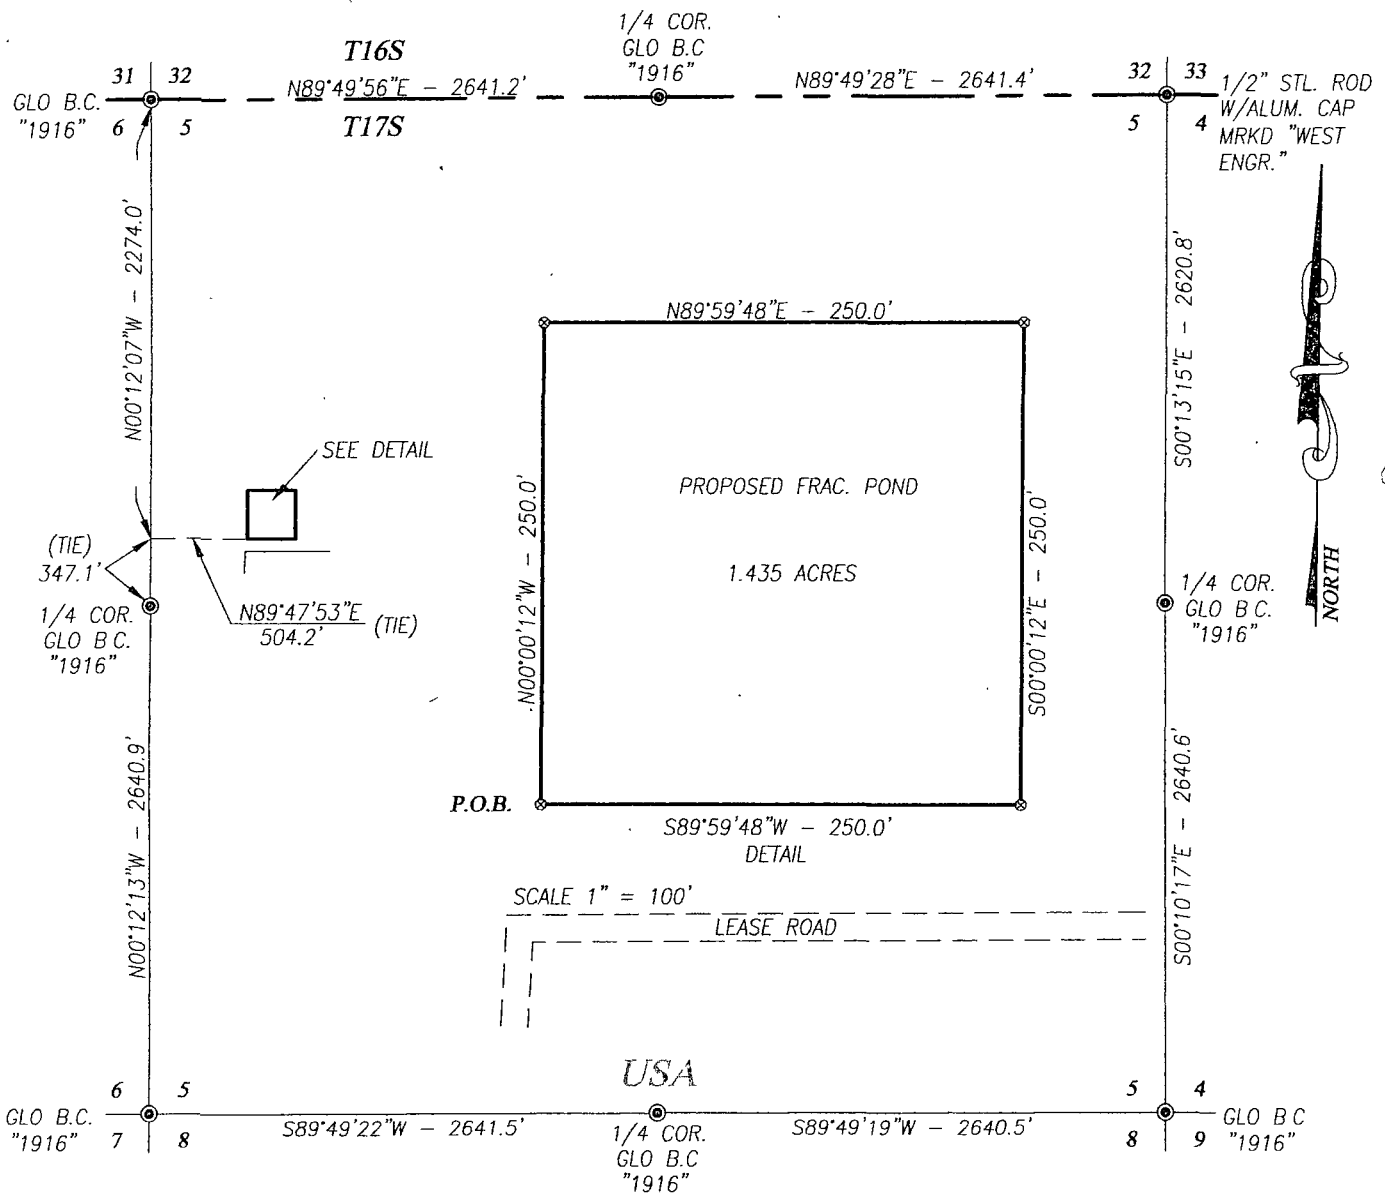 1/4 COR.
GLO B.C
"1916"
T16S
31 32
32 33
N89°49'56"E - 2641.2'
N89°49'28"E - 2641.4'
GLO B.C.
"1916"
6 5
T17S
5 4
1/2" STL. ROD
W/ALUM. CAP
MRKD "WEST
ENGR."
N00°12'07"W - 2274.0'
S00°13'15"E - 2620.8'
N89°59'48"E - 250.0'
SEE DETAIL
PROPOSED FRAC. POND
1.435 ACRES
N00°00'12"W - 250.0'
S00°00'12"E - 250.0'
(TIE)
347.1'
1/4 COR.
GLO B C.
"1916"
N89°47'53"E
504.2' (TIE)
1/4 COR.
GLO B C.
"1916"
NORTH
N00°12'13"W - 2640.9'
S00°10'17"E - 2640.6'
P.O.B.
S89°59'48"W - 250.0'
DETAIL
SCALE 1" = 100'
LEASE ROAD
USA
6 5
5 4
GLO B.C.
"1916"
7 8
S89°49'22"W - 2641.5'
1/4 COR.
GLO B.C
"1916"
S89°49'19"W - 2640.5'
8 9
GLO B C
"1916"